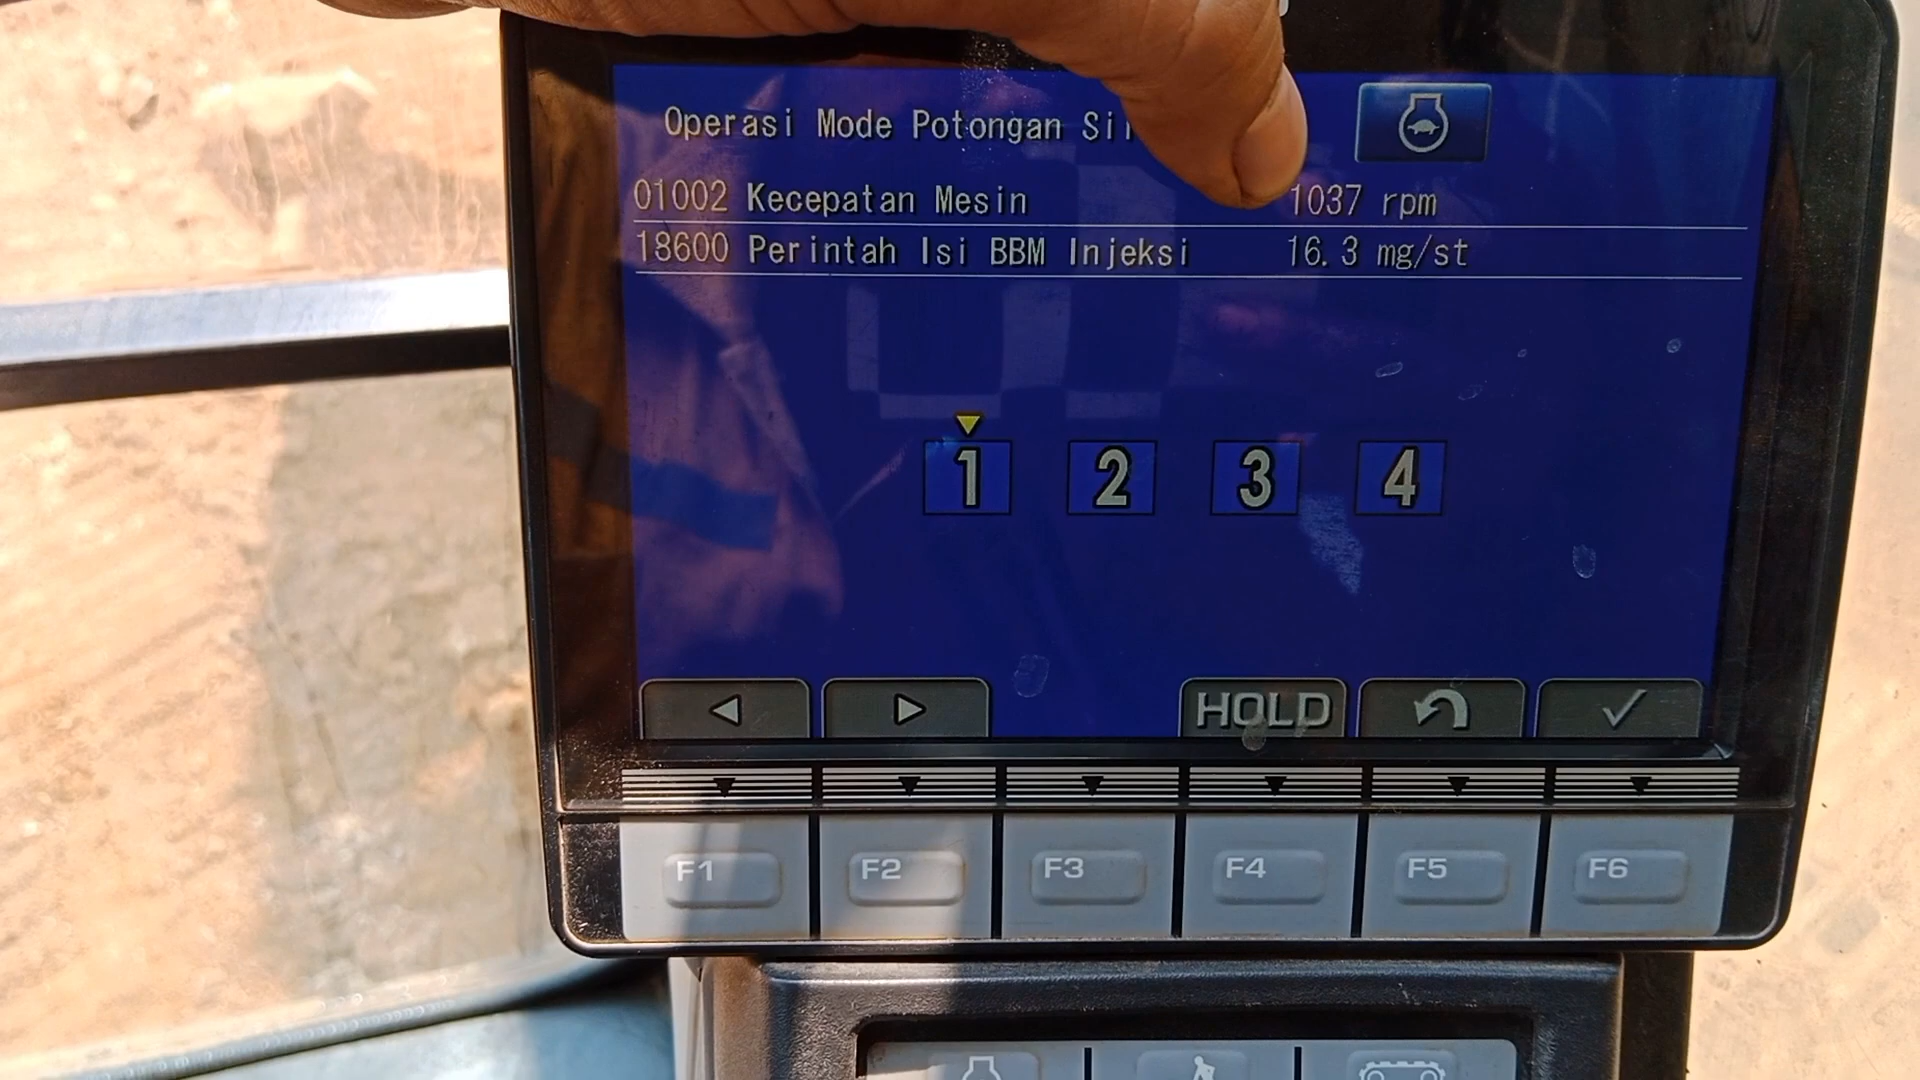 Operasi Mode Potongan
01002 Kecepatan Mesin 1037 rpm
18600 Perintah Isi BBM Injeksi 16.3 mg/st
1 2 3 4
HOLD
F1 F2 F3 F4 F5 F6